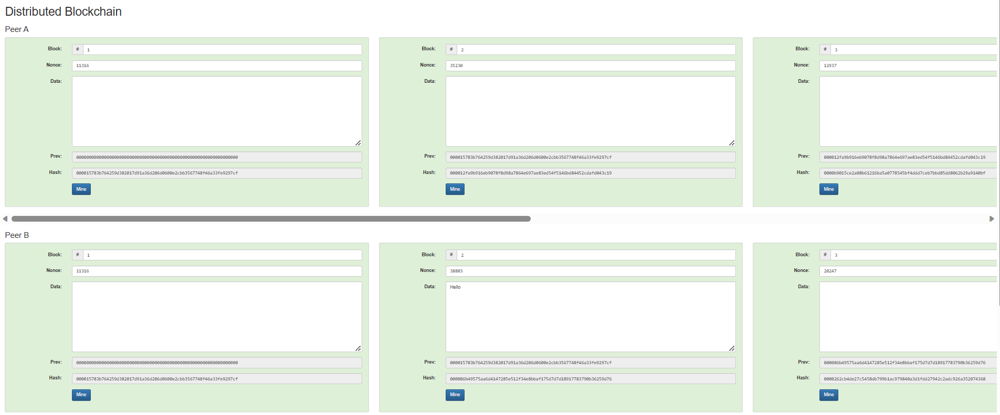 Distributed Blockchain
Peer A
Block: # 1
Nonce: 11316
Data:
Prev: 0000000000000000000000000000000000000000000000000000000000000000
Hash: 000015783b764259d382017d91a36d206d0600e2cbb3567748f46a33fe9297cf
Mine
Block: # 2
Nonce: 35230
Data:
Prev: 000015783b764259d382017d91a36d206d0600e2cbb3567748f46a33fe9297cf
Hash: 000012fa9b916eb9078f8d98a7864e697ae83ed54f5146bd84452cdafd043c19
Mine
Block: # 3
Nonce: 12937
Data:
Prev: 000012fa9b916eb9078f8d98a7864e697ae83ed54f5146bd84452cdafd043c19
Hash: 0000b9015ce2a08b61216ba5a0778545bf4ddd7ceb7bbd85dd8062b29a9140bf
Mine
Peer B
Block: # 1
Nonce: 11316
Data:
Prev: 0000000000000000000000000000000000000000000000000000000000000000
Hash: 000015783b764259d382017d91a36d206d0600e2cbb3567748f46a33fe9297cf
Mine
Block: # 2
Nonce: 38803
Data: Hello
Prev: 000015783b764259d382017d91a36d206d0600e2cbb3567748f46a33fe9297cf
Hash: 000086b49575aa6d4147285e512f34e8bbaf175d7d7d18917783790b36259d76
Mine
Block: # 3
Nonce: 20247
Data:
Prev: 000086b49575aa6d4147285e512f34e8bbaf175d7d7d18917783790b36259d76
Hash: 0000262cb4de27c5458db799b1ac979840a3d1fdd27942c2adc926a352074368
Mine